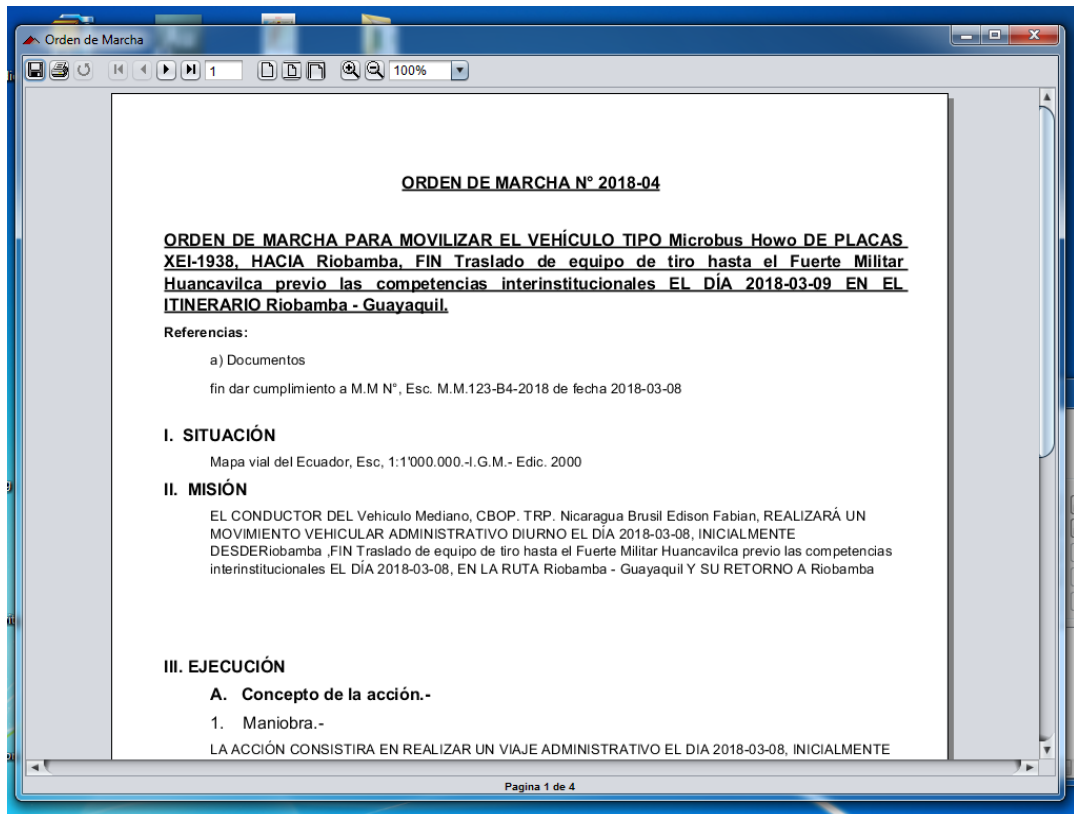 Orden de Marcha
1
100%
ORDEN DE MARCHA N° 2018-04
ORDEN DE MARCHA PARA MOVILIZAR EL VEHÍCULO TIPO Microbus Howo DE PLACAS
XEI-1938, HACIA Riobamba, FIN Traslado de equipo de tiro hasta el Fuerte Militar
Huancavilca previo las competencias interinstitucionales EL DÍA 2018-03-09 EN EL
ITINERARIO Riobamba - Guayaquil.
Referencias:
a) Documentos
fin dar cumplimiento a M.M N°, Esc. M.M.123-B4-2018 de fecha 2018-03-08
I. SITUACIÓN
Mapa vial del Ecuador, Esc, 1:1'000.000.-I.G.M.- Edic. 2000
II. MISIÓN
EL CONDUCTOR DEL Vehiculo Mediano, CBOP. TRP. Nicaragua Brusil Edison Fabian, REALIZARÁ UN
MOVIMIENTO VEHICULAR ADMINISTRATIVO DIURNO EL DÍA 2018-03-08, INICIALMENTE
DESDERiobamba ,FIN Traslado de equipo de tiro hasta el Fuerte Militar Huancavilca previo las competencias
interinstitucionales EL DÍA 2018-03-08, EN LA RUTA Riobamba - Guayaquil Y SU RETORNO A Riobamba
III. EJECUCIÓN
A. Concepto de la acción.-
1. Maniobra.-
LA ACCIÓN CONSISTIRA EN REALIZAR UN VIAJE ADMINISTRATIVO EL DIA 2018-03-08, INICIALMENTE
Pagina 1 de 4